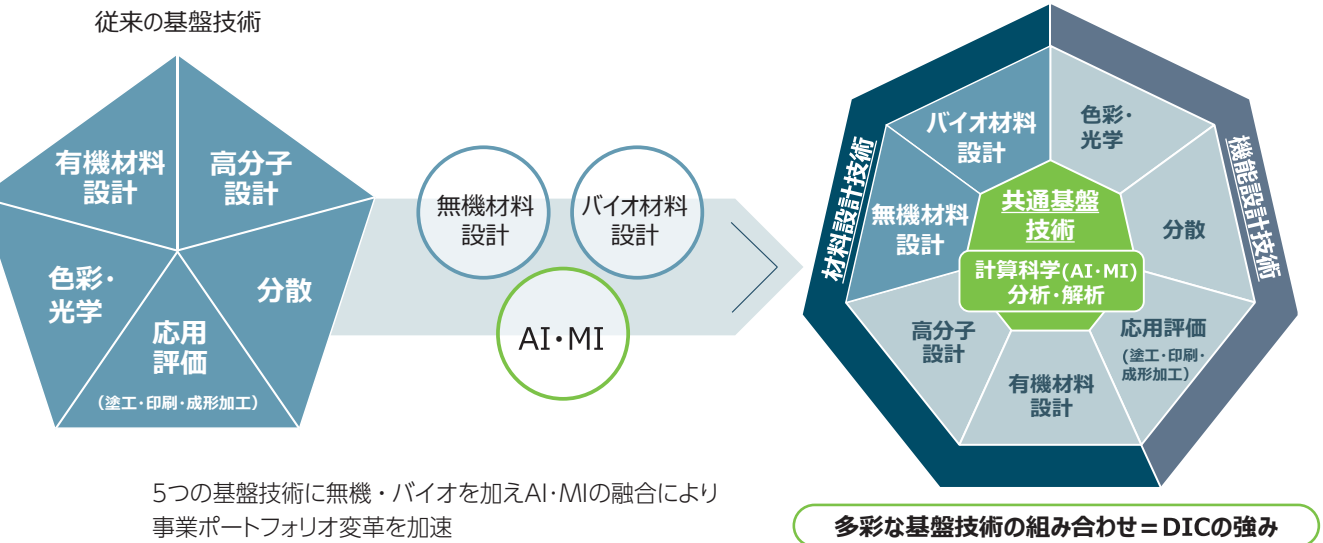 従来の基盤技術
有機材料
設計
高分子
設計
色彩・
光学
分散
応用
評価
(塗工・印刷・成形加工)
無機材料
設計
バイオ材料
設計
AI・MI
5つの基盤技術に無機・バイオを加えAI・MIの融合により
事業ポートフォリオ変革を加速
材料設計技術
機能設計技術
バイオ材料
設計
色彩・
光学
無機材料
設計
共通基盤
技術
計算科学(AI・MI)
分析・解析
分散
高分子
設計
有機材料
設計
応用評価
(塗工・印刷・
成形加工)
多彩な基盤技術の組み合わせ=DICの強み